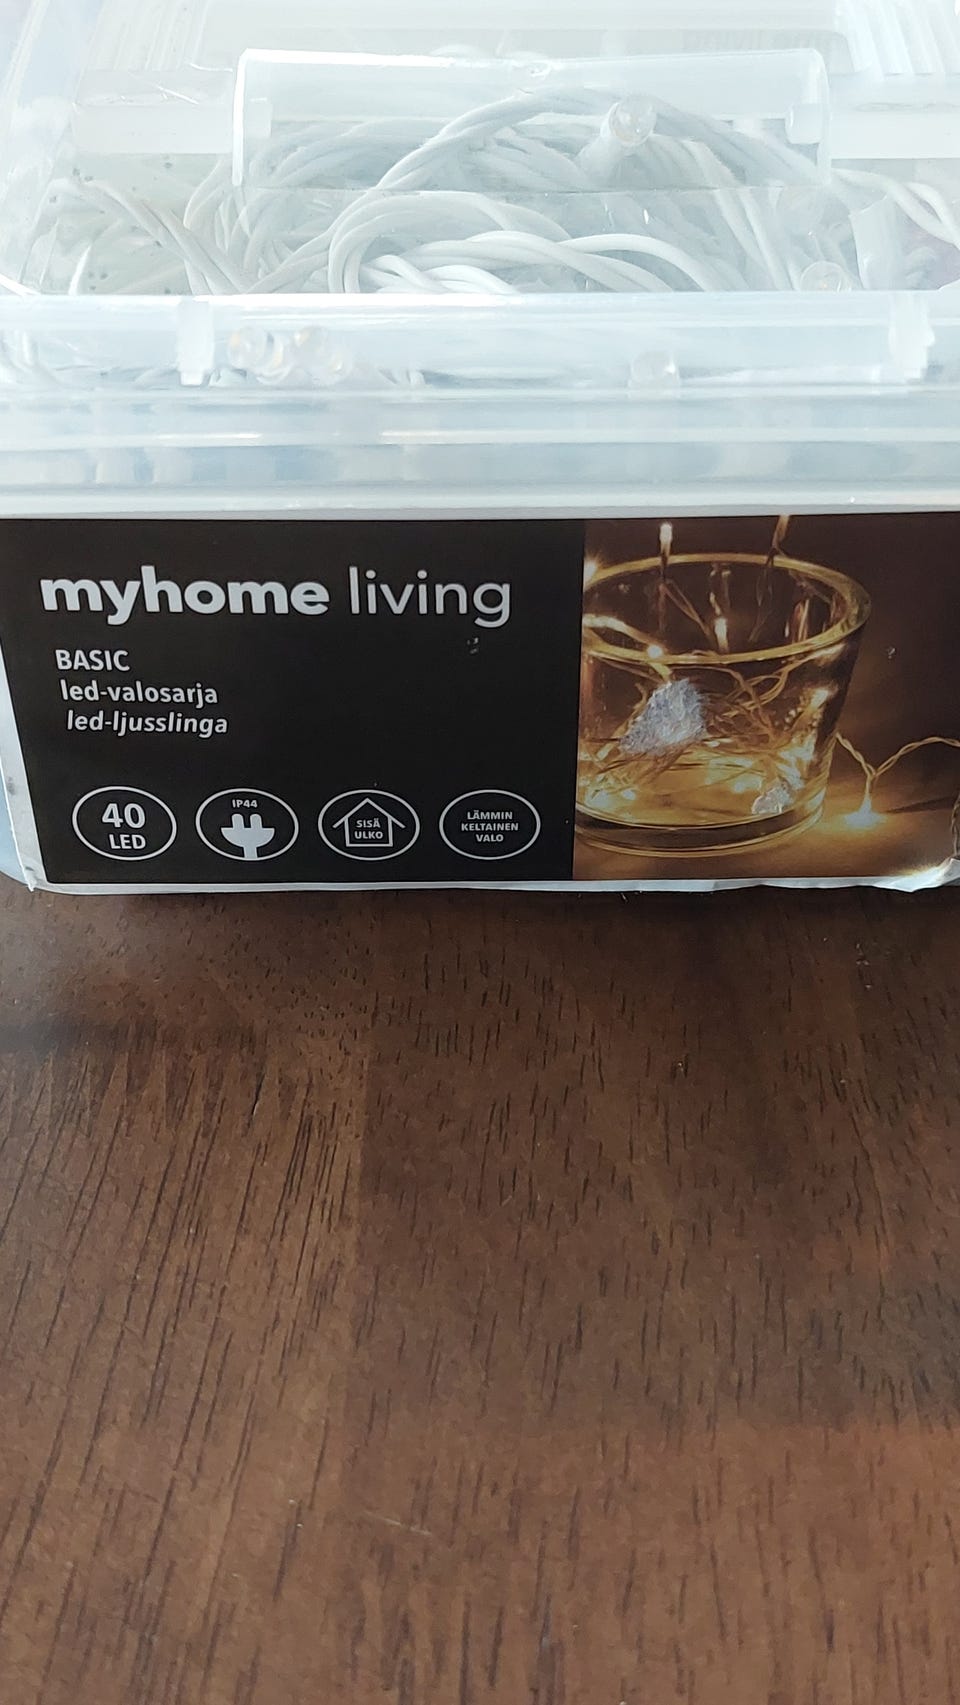 myhome living
BASIC
led-valosarja
led-ljusslinga
40
LED
IP44
SISÄ
ULKO
LÄMMIN
KELTAINEN
VALO